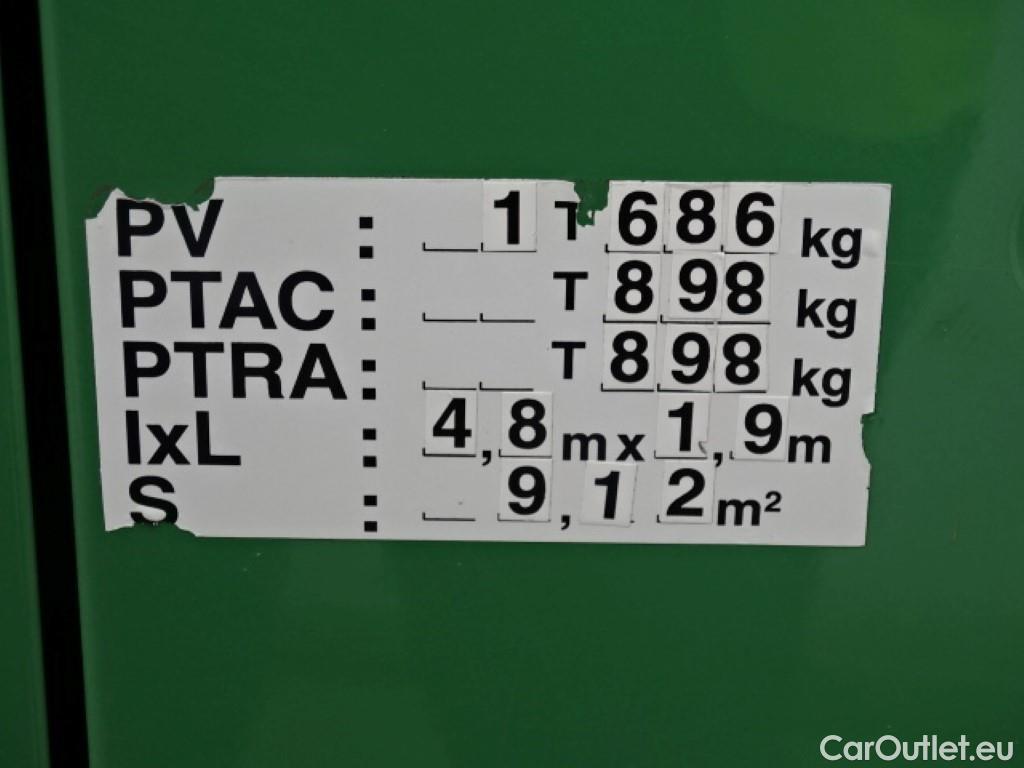 PV : _ 1 T 686 kg
PTAC : _ _ T 898 kg
PTRA : _ _ T 898 kg
lxL : 4,8 m x 1,9 m
S : _ 9,12 m²
CarOutlet.eu